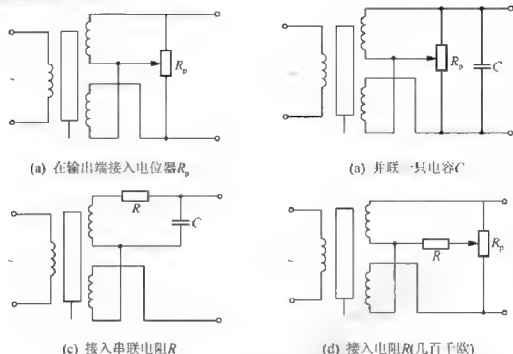 Rₚ
Rₚ C
(a) 在输出端接入电位器Rₚ
(a) 并联一只电容C
R
C
R Rₚ
(c) 接入串联电阻R
(d) 接入电阻R(几百千欧)